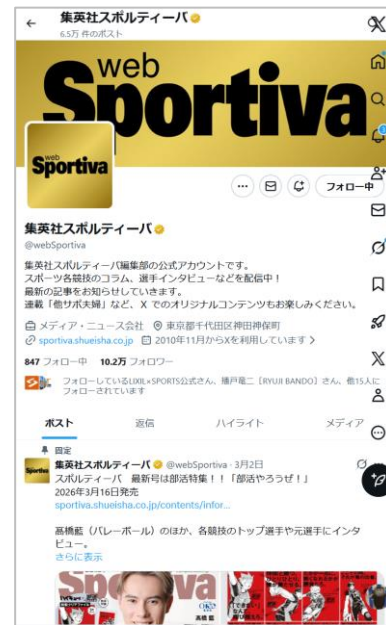 集英社スポルティーバ
6.5万 件のポスト
web
Sportiva
web
Sportiva
フォロー中
集英社スポルティーバ
@webSportiva
集英社スポルティーバ編集部の公式アカウントです。
スポーツ各競技のコラム、選手インタビューなどを配信中！
最新の記事をお知らせしていきます。
連載「他サポ夫婦」など、X でのオリジナルコンテンツもお楽しみください。
メディア・ニュース会社 東京都千代田区神田神保町
sportiva.shueisha.co.jp 2010年11月からXを利用しています
847 フォロー中 10.2万 フォロワー
フォローしているLIXIL×SPORTS公式さん、幡戸竜二［RYUJI BANDO］さん、他15人に
フォローされています
ポスト 返信 ハイライト メディア
固定
集英社スポルティーバ @webSportiva · 3月2日
スポルティーバ 最新号は部活特集！！「部活やろうぜ！」
2026年3月16日発売
sportiva.shueisha.co.jp/contents/infor...
高橋藍（バレーボール）のほか、各競技のトップ選手や元選手にインタ
ビュー。
さらに表示
Sportiva
高橋 藍